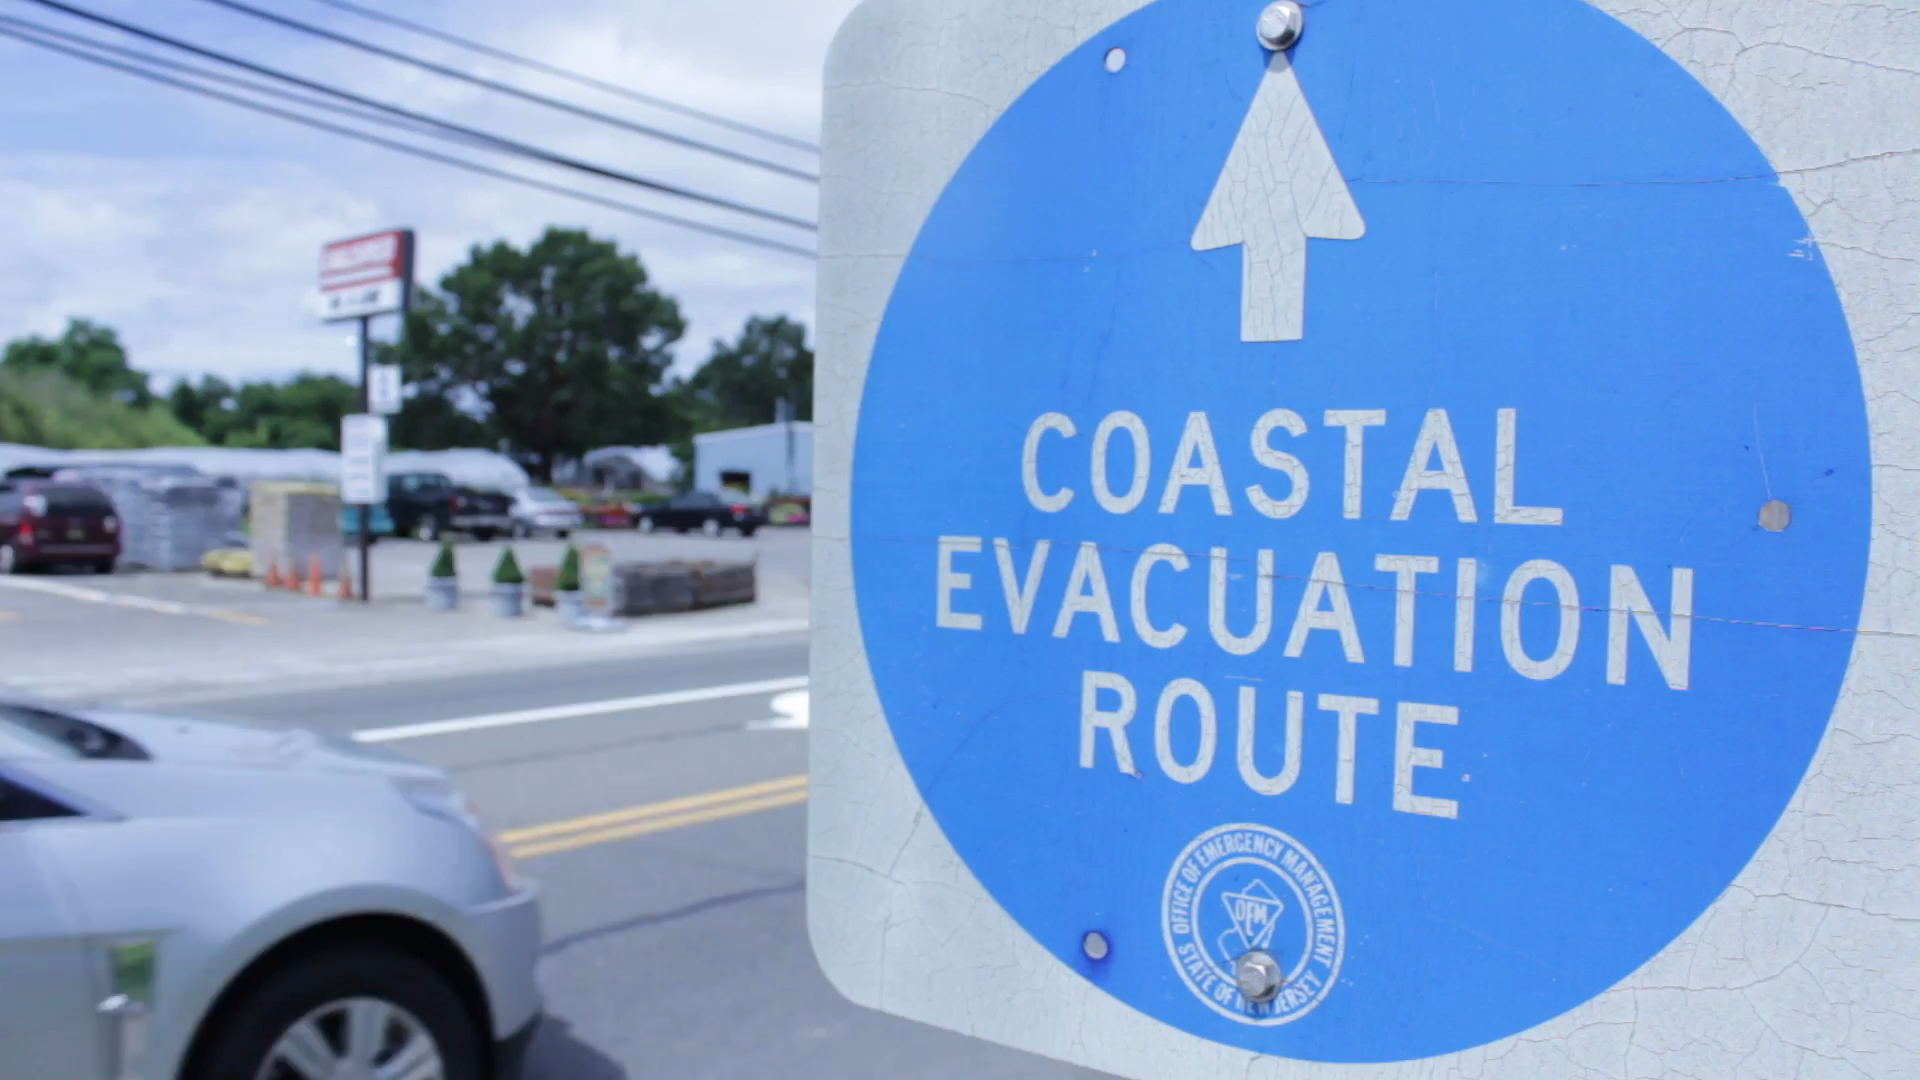 COASTAL
EVACUATION
ROUTE
OFFICE OF EMERGENCY MANAGEMENT
OEM
STATE OF NEW JERSEY